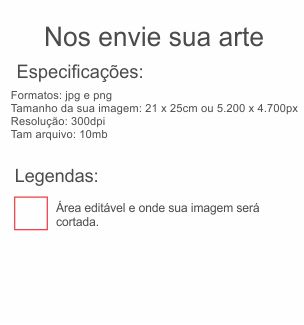 Nos envie sua arte
Especificações:
Formatos: jpg e png
Tamanho da sua imagem: 21 x 25cm ou 5.200 x 4.700px
Resolução: 300dpi
Tam arquivo: 10mb
Legendas:
Área editável e onde sua imagem será
cortada.